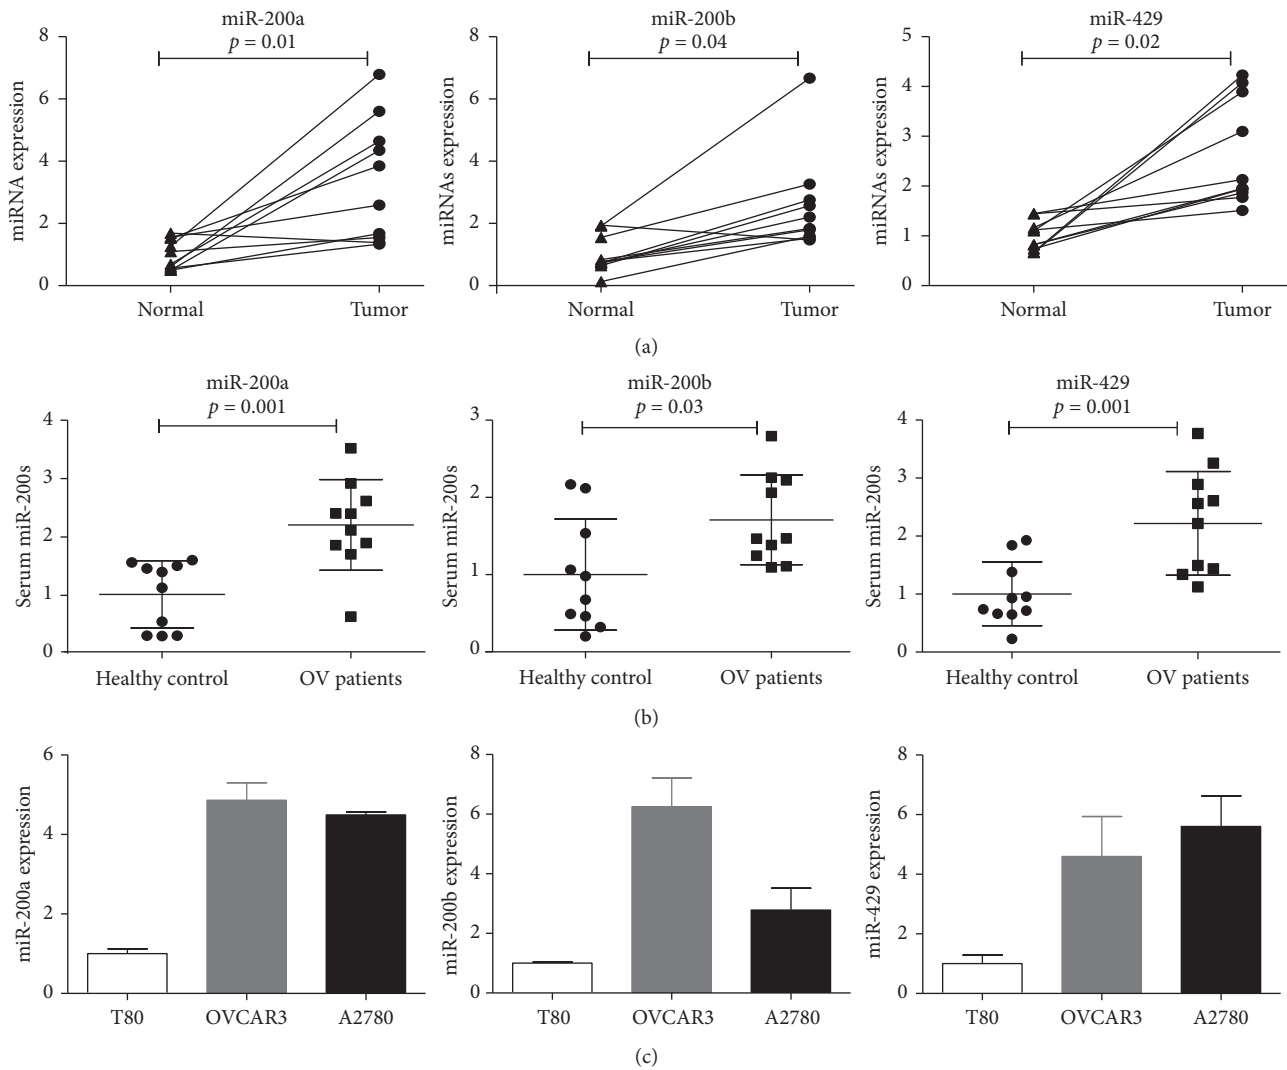 miR-200a
p = 0.01
miRNA expression
8
6
4
2
0
Normal
Tumor
miR-200b
p = 0.04
miRNAs expression
8
6
4
2
0
Normal
Tumor
miR-429
p = 0.02
miRNAs expression
5
4
3
2
1
0
Normal
Tumor
(a)
miR-200a
p = 0.001
Serum miR-200s
4
3
2
1
0
Healthy control
OV patients
miR-200b
p = 0.03
Serum miR-200s
3
2
1
0
Healthy control
OV patients
miR-429
p = 0.001
Serum miR-200s
4
3
2
1
0
Healthy control
OV patients
(b)
miR-200a expression
6
4
2
0
T80
OVCAR3
A2780
miR-200b expression
8
6
4
2
0
T80
OVCAR3
A2780
miR-429 expression
8
6
4
2
0
T80
OVCAR3
A2780
(c)